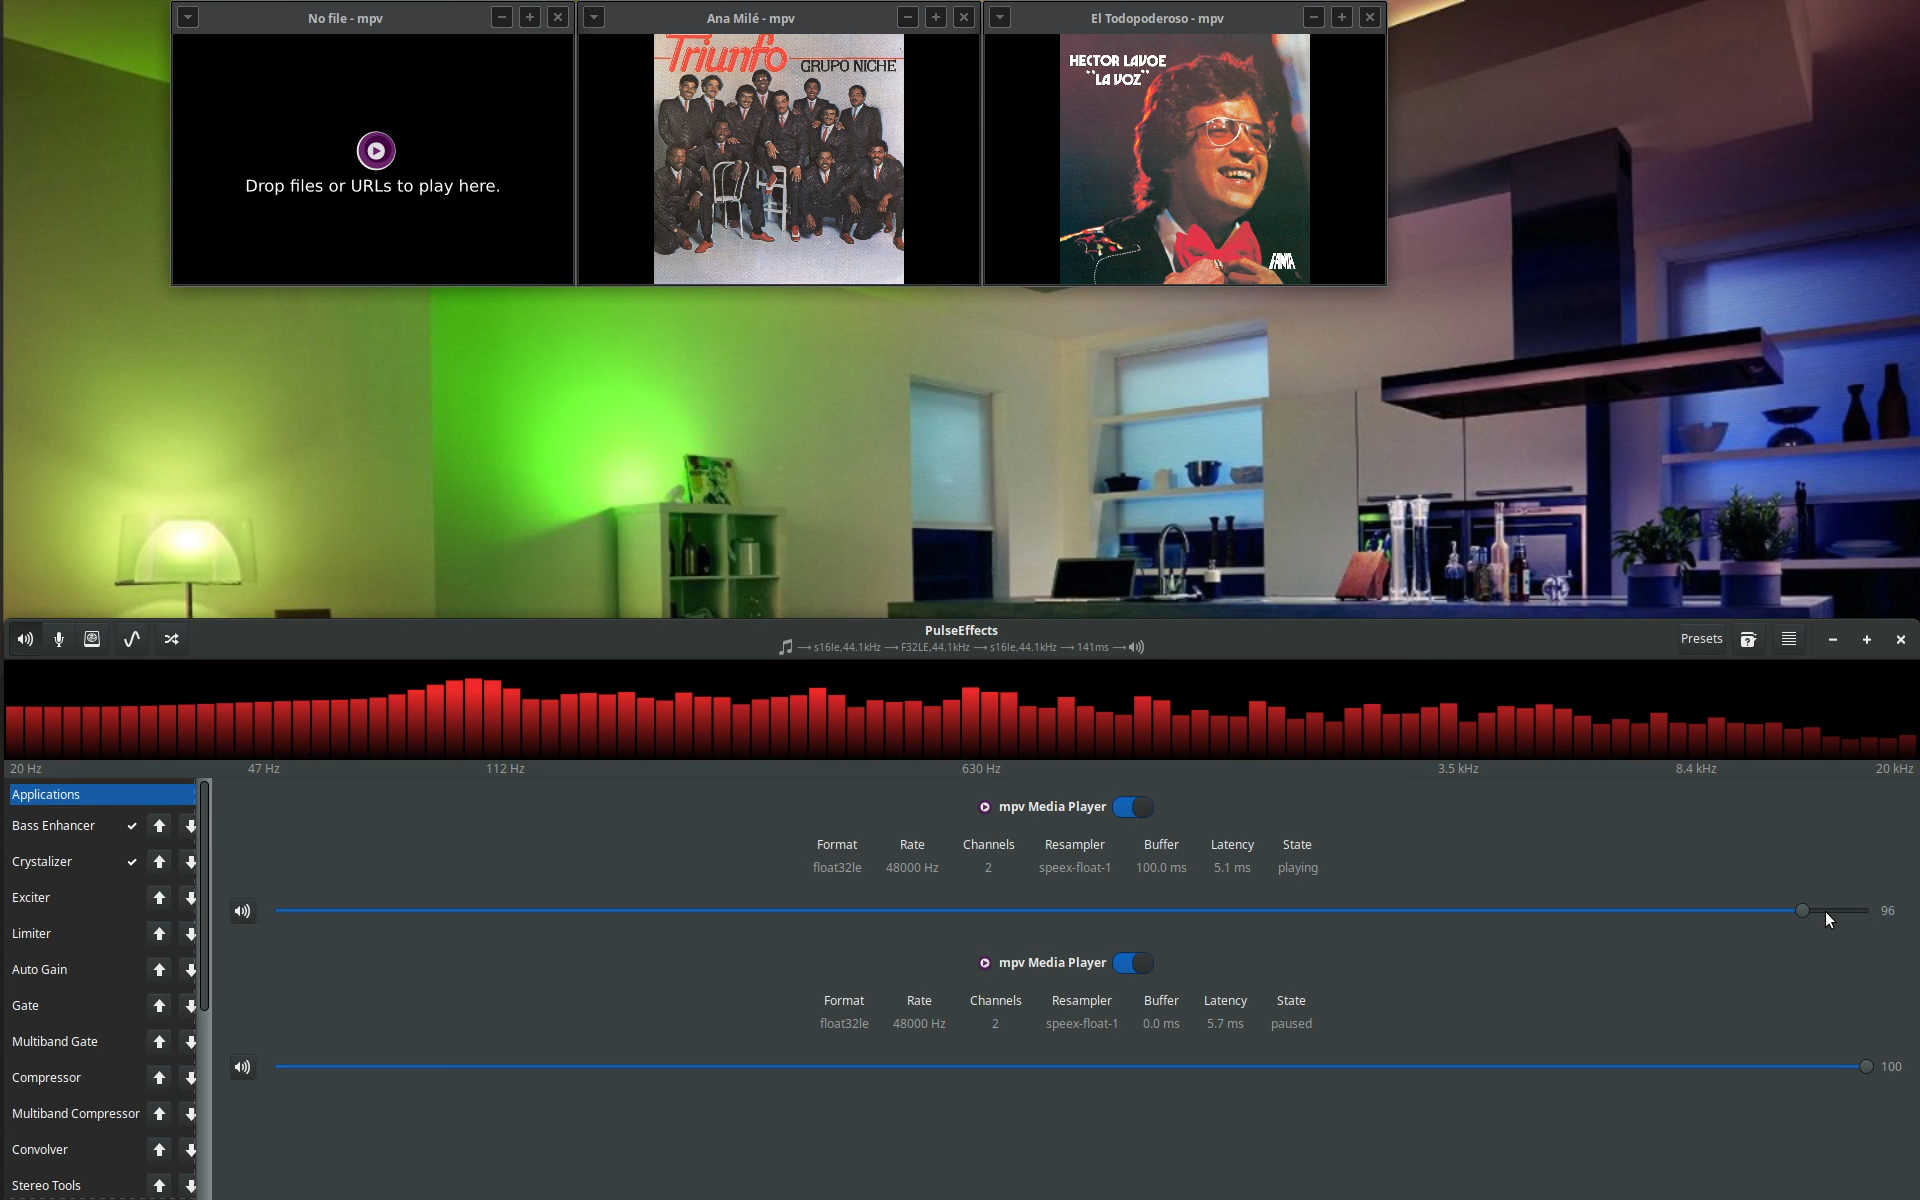 No file - mpv
Ana Milé - mpv
El Todopoderoso - mpv
Drop files or URLs to play here.
Triunfo
GRUPO NICHE
HECTOR LAVOE
"LA VOZ"
FANIA
PulseEffects
s16le,44.1kHz ⟶ F32LE,44.1kHz ⟶ s16le,44.1kHz ⟶ 141ms ⟶
Presets
20 Hz 47 Hz 112 Hz 630 Hz 3.5 kHz 8.4 kHz 20 kHz
Applications
Bass Enhancer
Crystalizer
Exciter
Limiter
Auto Gain
Gate
Multiband Gate
Compressor
Multiband Compressor
Convolver
Stereo Tools
mpv Media Player
Format Rate Channels Resampler Buffer Latency State
float32le 48000 Hz 2 speex-float-1 100.0 ms 5.1 ms playing
96
mpv Media Player
Format Rate Channels Resampler Buffer Latency State
float32le 48000 Hz 2 speex-float-1 0.0 ms 5.7 ms paused
100